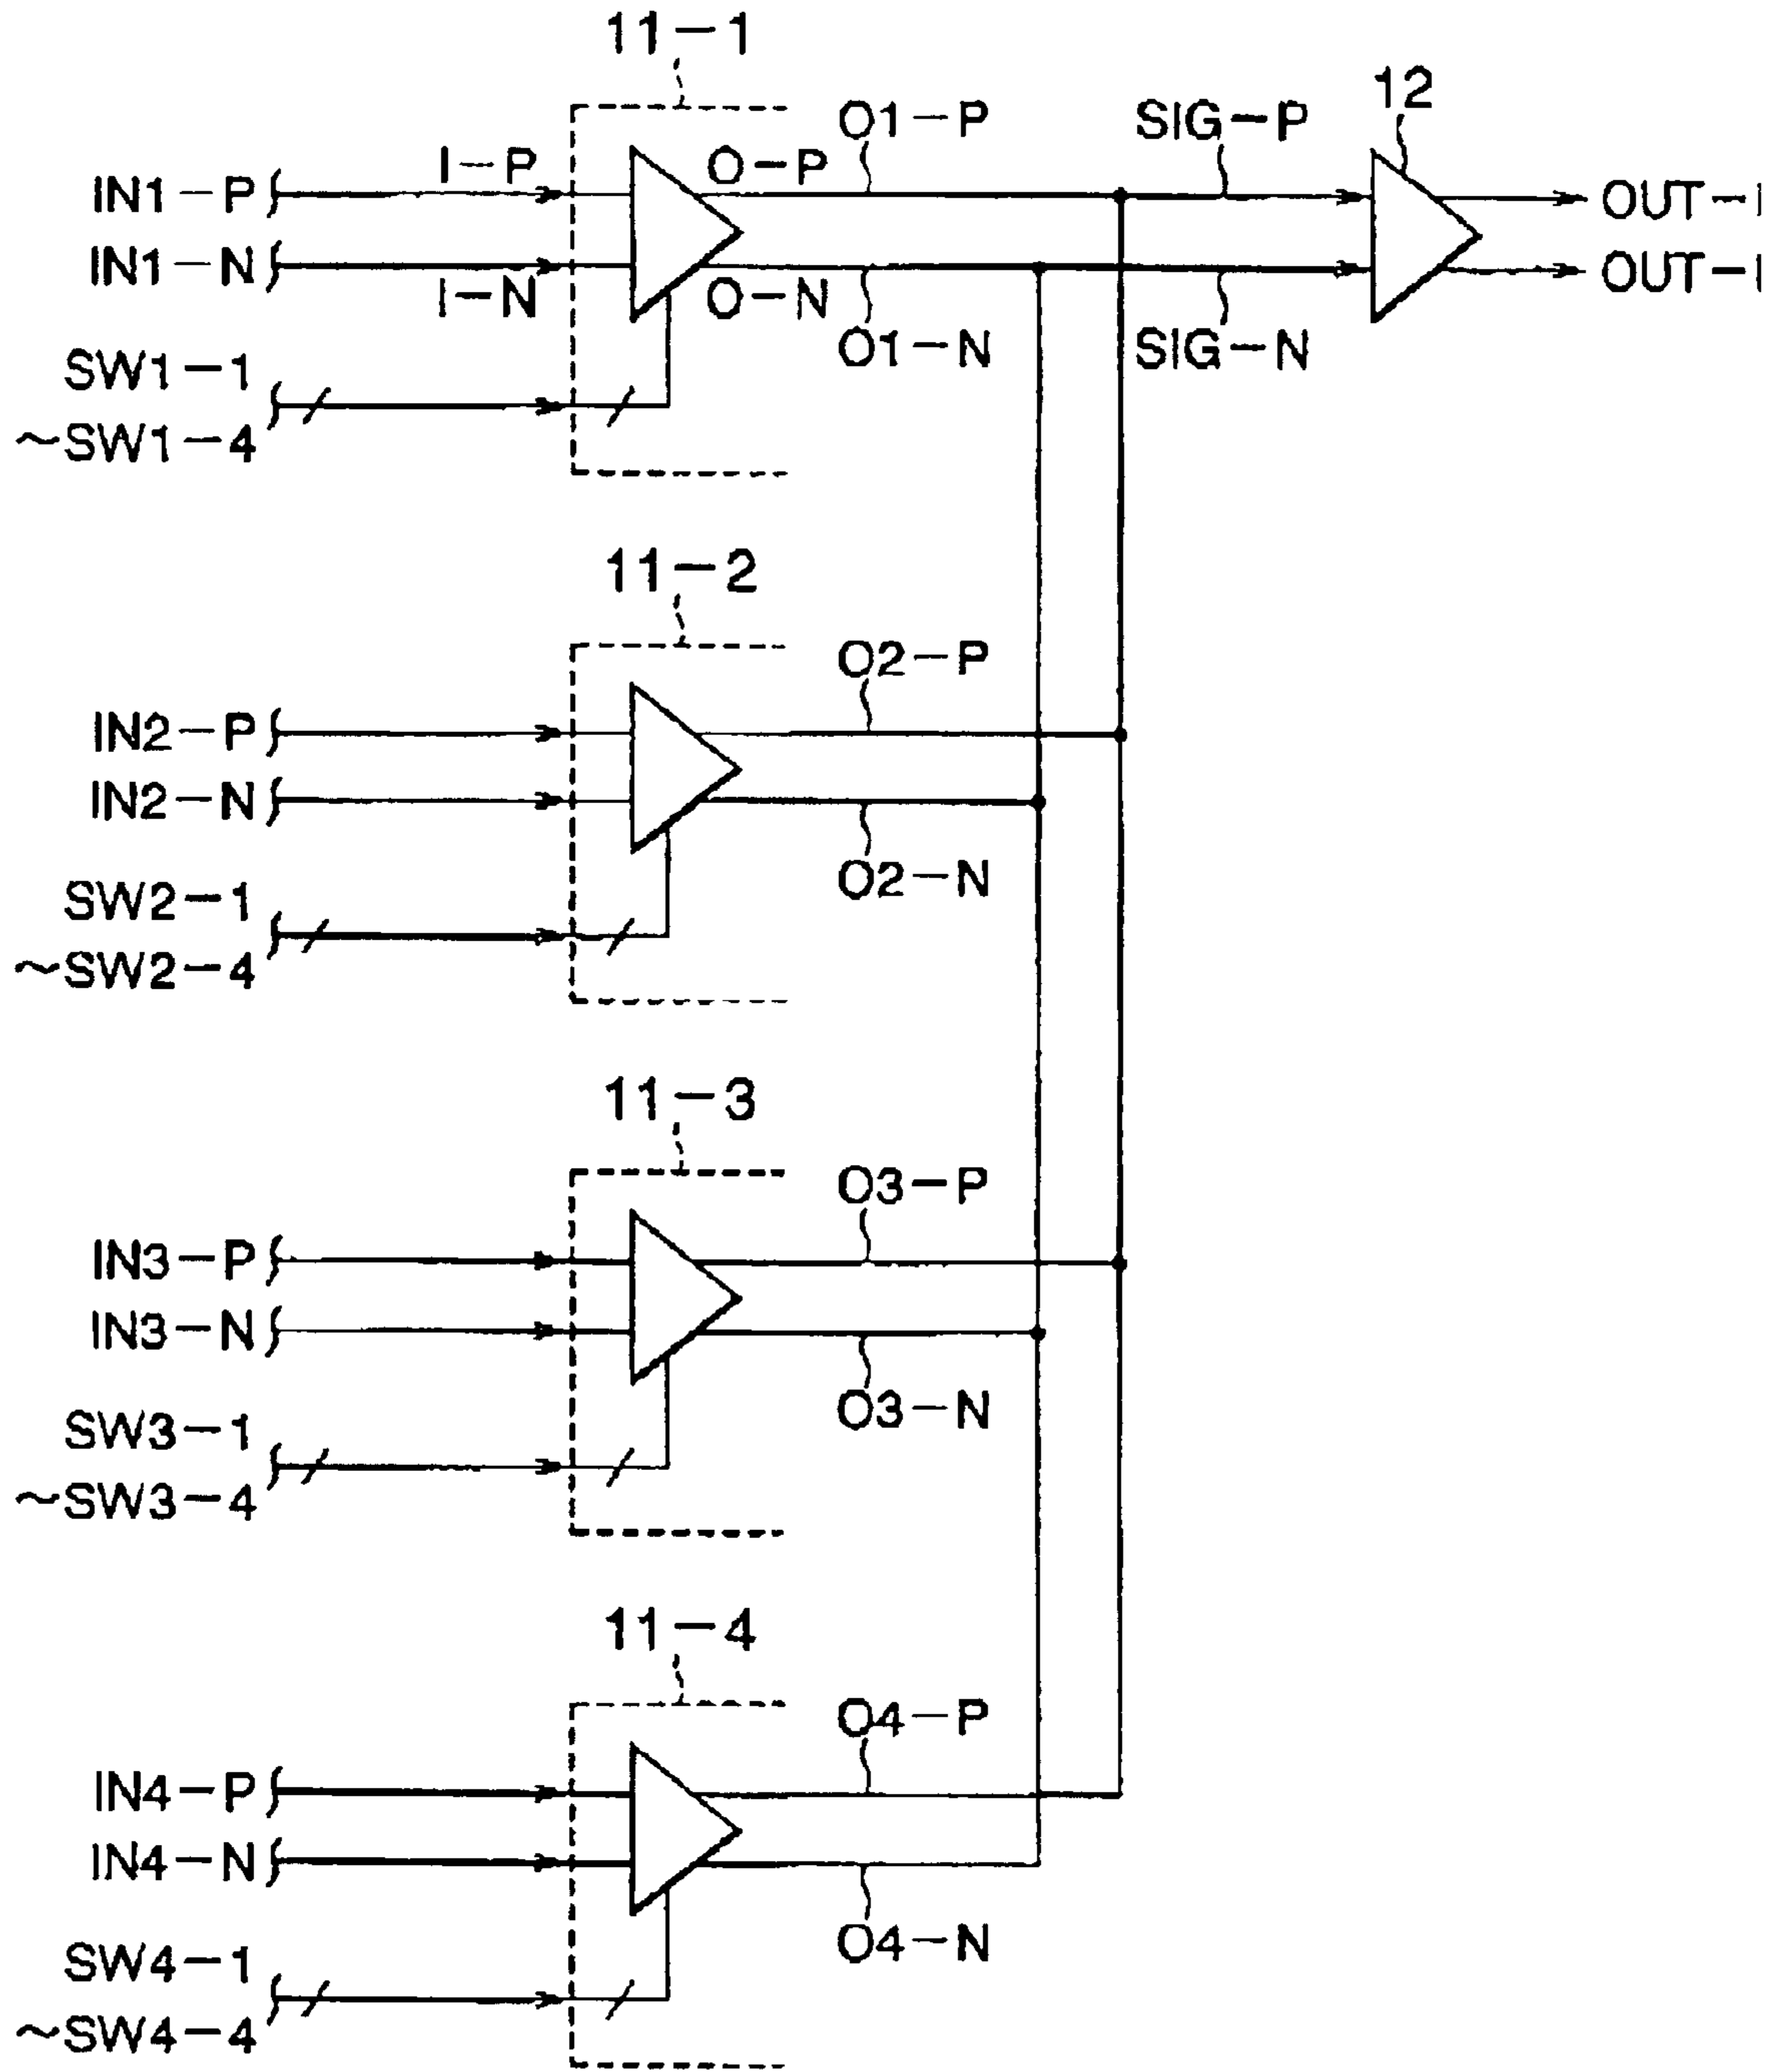 11-1
12
O1-P
SIG-P
I-P
O-P
IN1-P
OUT-
IN1-N
OUT-
I-N
O-N
O1-N
SIG-N
SW1-1
~SW1-4
11-2
O2-P
IN2-P
IN2-N
O2-N
SW2-1
~SW2-4
11-3
O3-P
IN3-P
IN3-N
O3-N
SW3-1
~SW3-4
11-4
O4-P
IN4-P
IN4-N
O4-N
SW4-1
~SW4-4